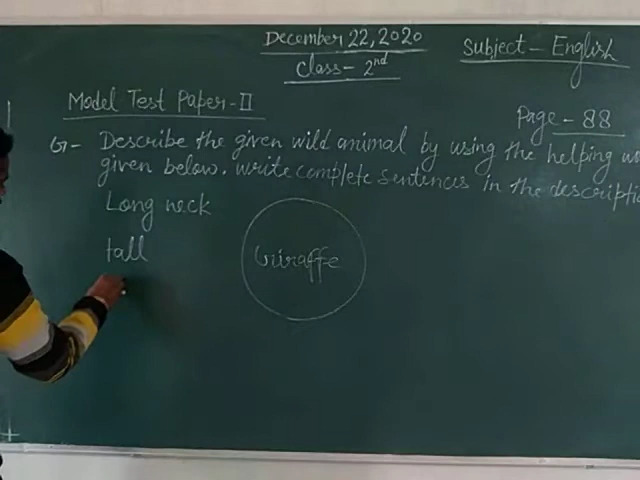 December 22, 2020
Subject - English
Class - 2nd
Model Test Paper - II
Page - 88
G - Describe the given wild animal by using the helping
given below. Write complete sentences in the
Long neck
tall
Giraffe